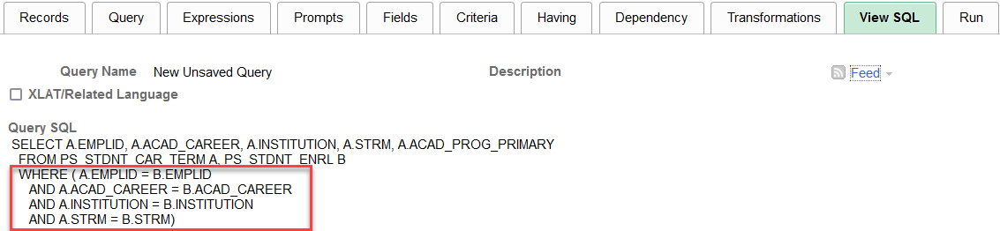 Records Query Expressions Prompts Fields Criteria Having Dependency Transformations View SQL Run
Query Name New Unsaved Query Description Feed
XLAT/Related Language
Query SQL
SELECT A.EMPLID, A.ACAD_CAREER, A.INSTITUTION, A.STRM, A.ACAD_PROG_PRIMARY
FROM PS_STDNT_CAR_TERM A, PS_STDNT_ENRL B
WHERE ( A.EMPLID = B.EMPLID
AND A.ACAD_CAREER = B.ACAD_CAREER
AND A.INSTITUTION = B.INSTITUTION
AND A.STRM = B.STRM)